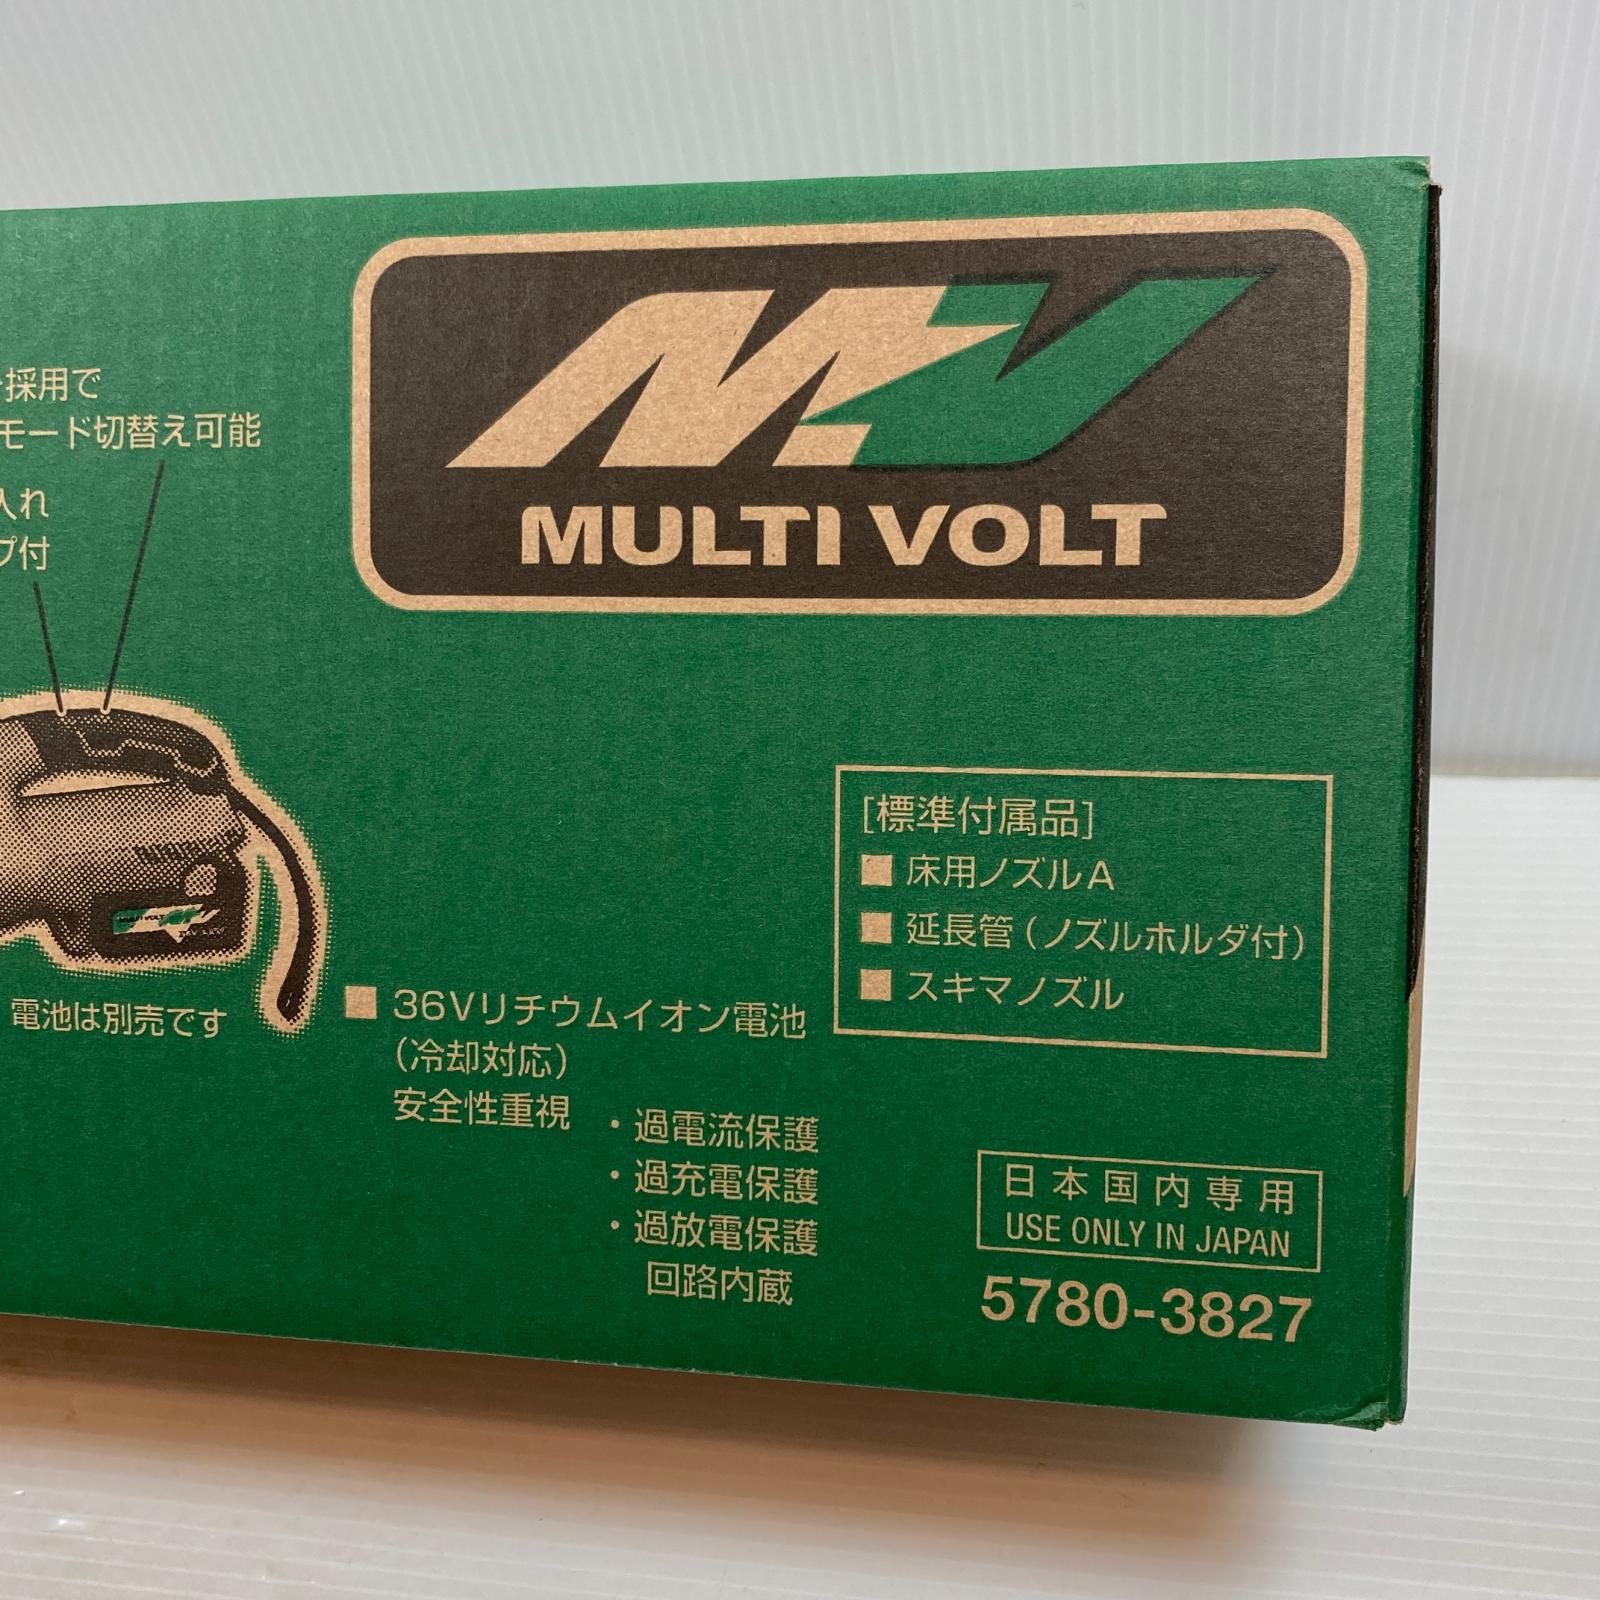 MV
MULTI VOLT
採用で
モード切替え可能
入れ
プ付
MULTI VOLT
電池は別売です
■ 36Vリチウムイオン電池
(冷却対応)
安全性重視
・過電流保護
・過充電保護
・過放電保護
回路内蔵
[標準付属品]
■ 床用ノズルA
■ 延長管(ノズルホルダ付)
■ スキマノズル
日本国内専用
USE ONLY IN JAPAN
5780-3827